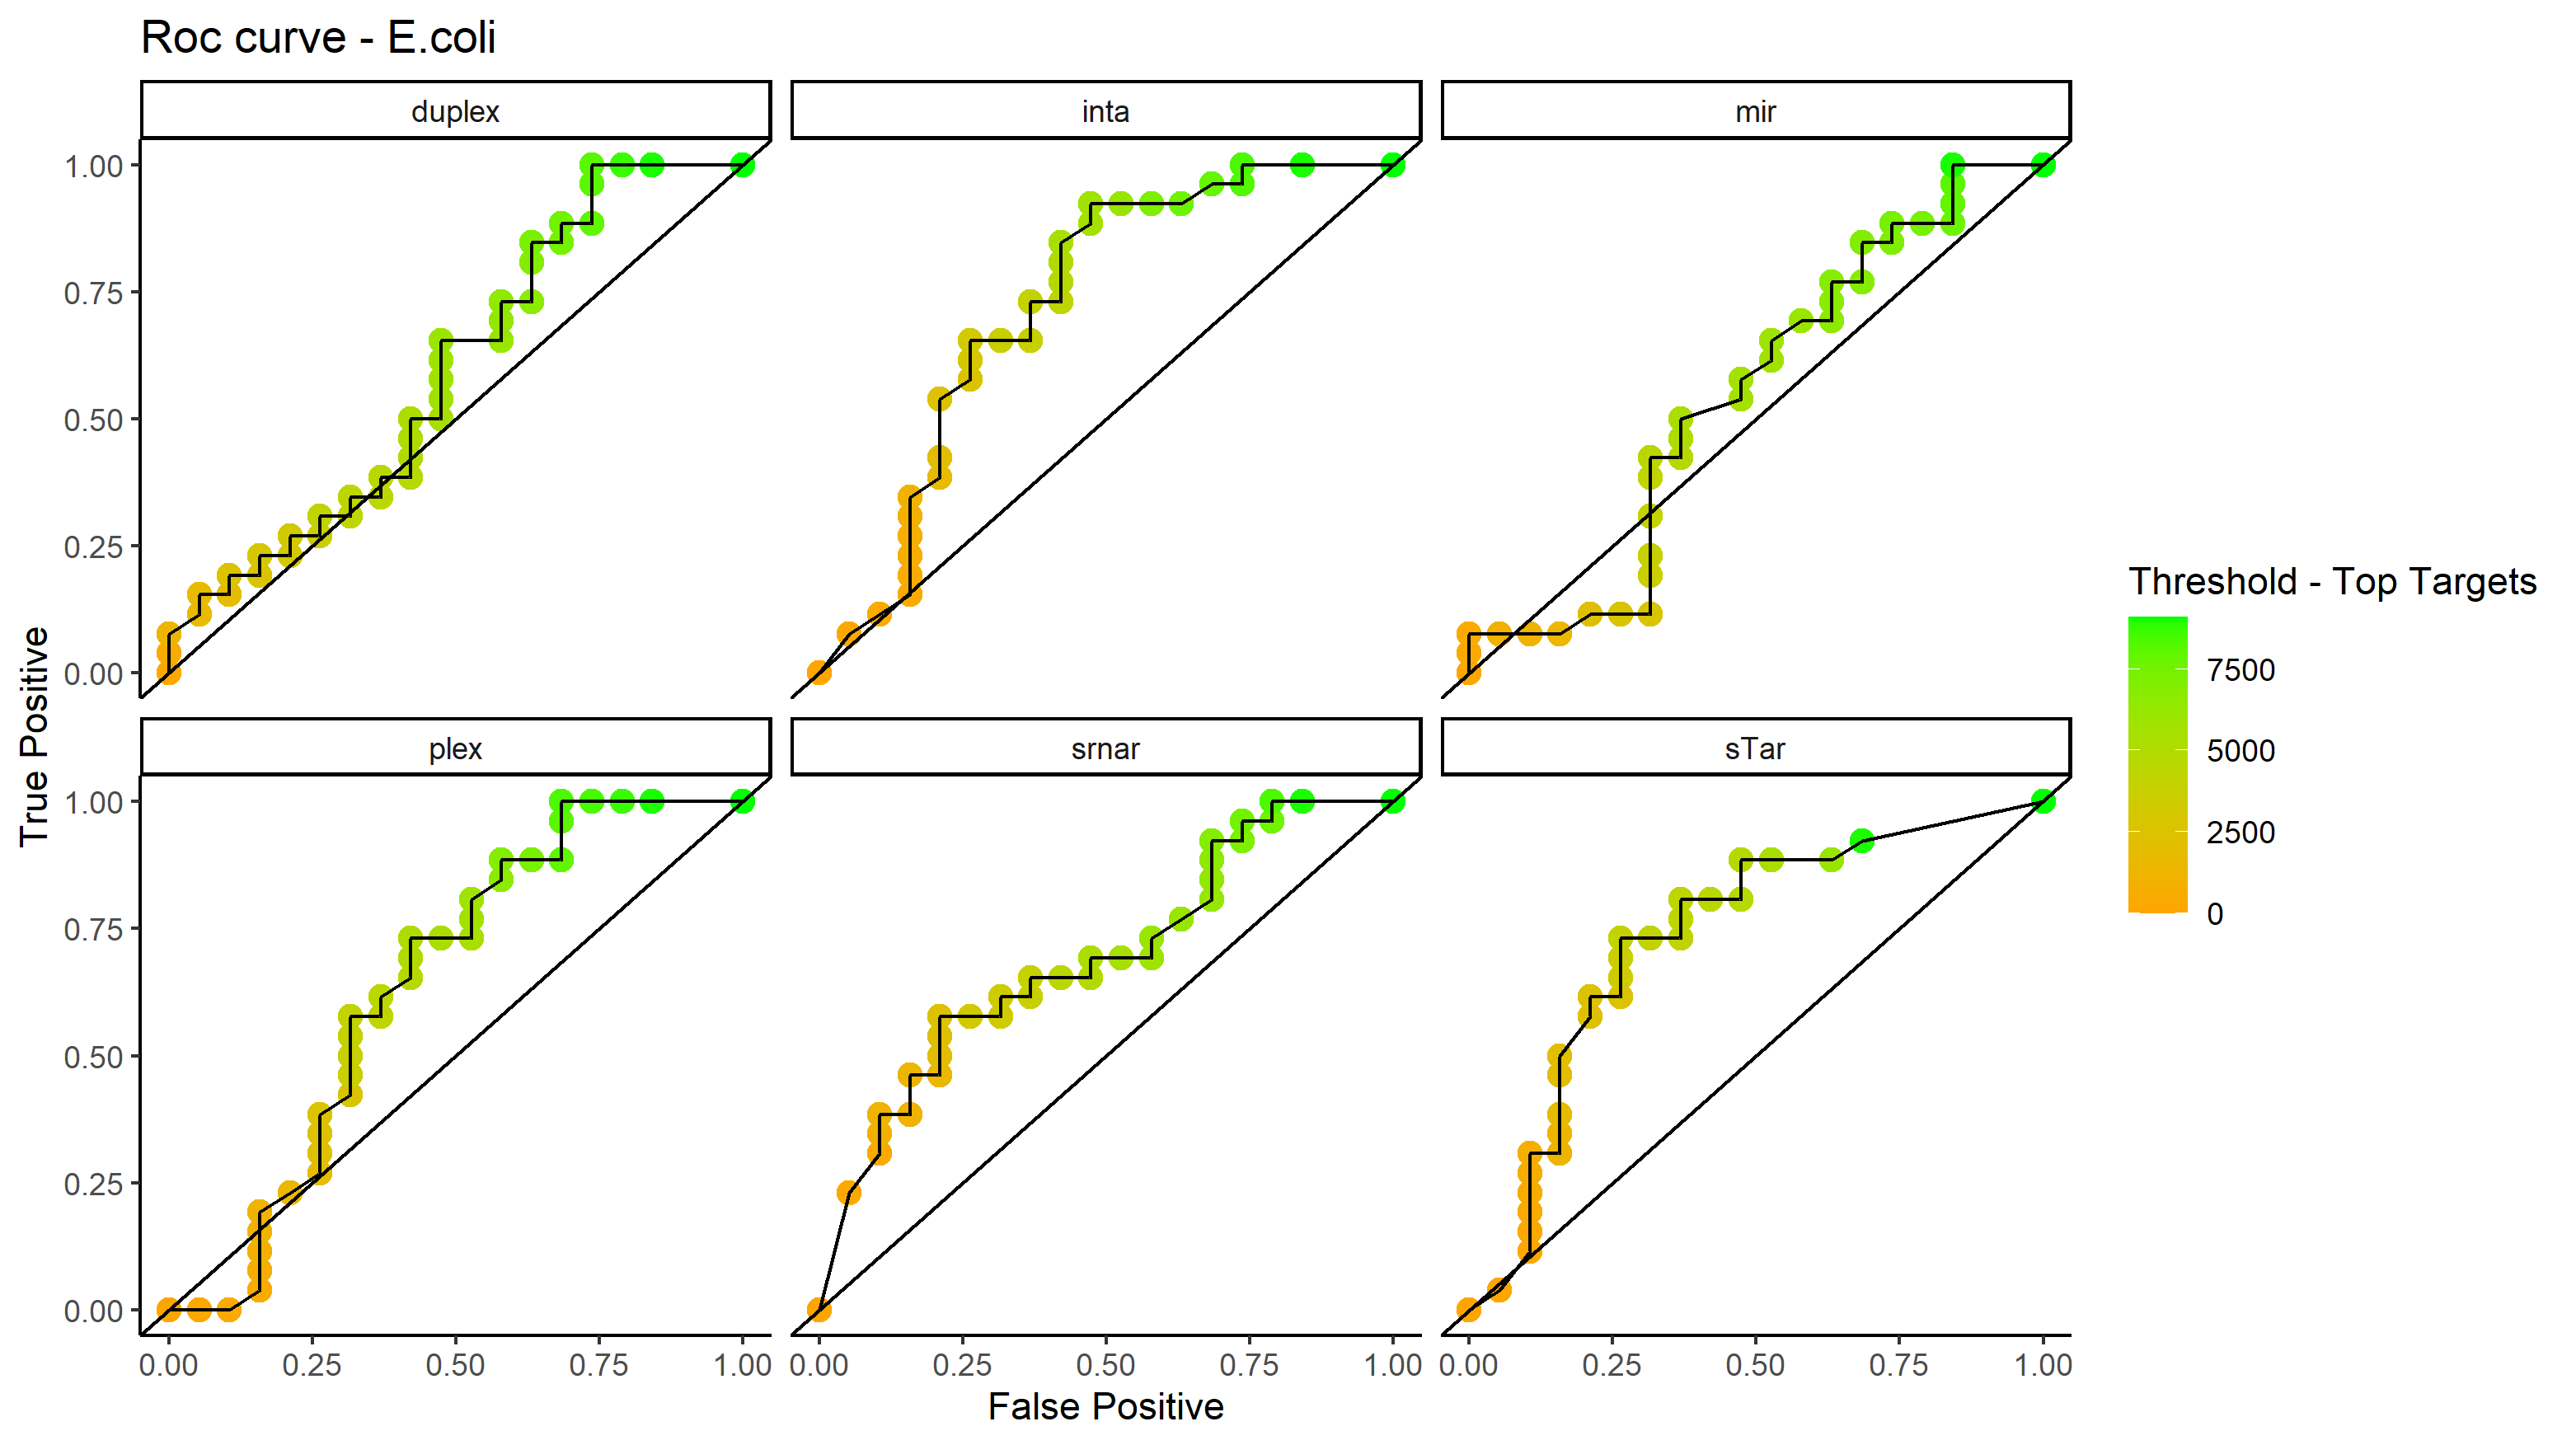 Roc curve - E.coli
duplex
inta
mir
1.00
0.75
0.50
0.25
0.00
plex
srnar
sTar
1.00
0.75
0.50
0.25
0.00
True Positive
0.00 0.25 0.50 0.75 1.00
0.00 0.25 0.50 0.75 1.00
0.00 0.25 0.50 0.75 1.00
False Positive
Threshold - Top Targets
7500
5000
2500
0